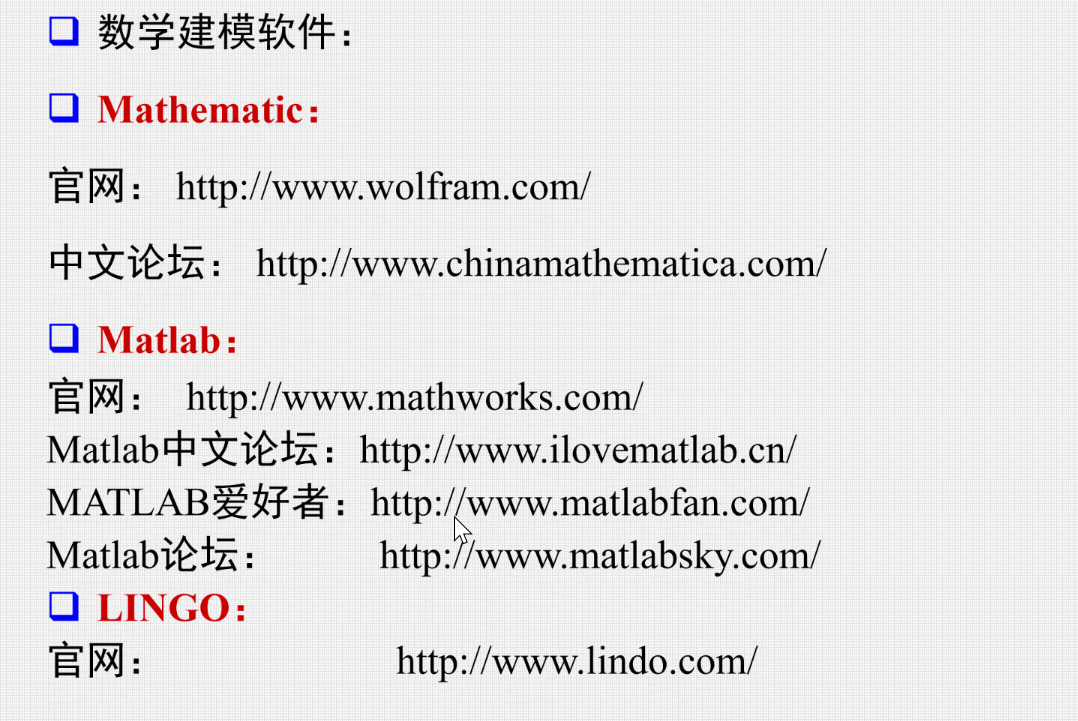 数学建模软件：
Mathematic：
官网： http://www.wolfram.com/
中文论坛： http://www.chinamathematica.com/
Matlab：
官网： http://www.mathworks.com/
Matlab中文论坛：http://www.ilovematlab.cn/
MATLAB爱好者：http://www.matlabfan.com/
Matlab论坛： http://www.matlabsky.com/
LINGO：
官网： http://www.lindo.com/